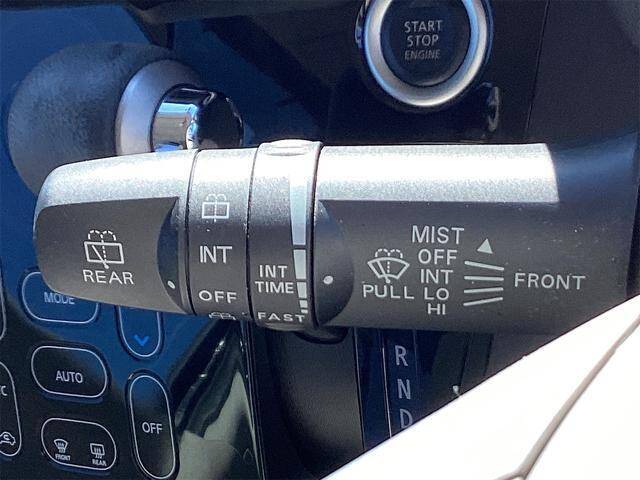 START
STOP
ENGINE
REAR
INT
OFF
INT
TIME
FAST
MIST
OFF
INT
LO
HI
PULL
FRONT
MODE
AUTO
OFF
FRONT
REAR
R
N
D